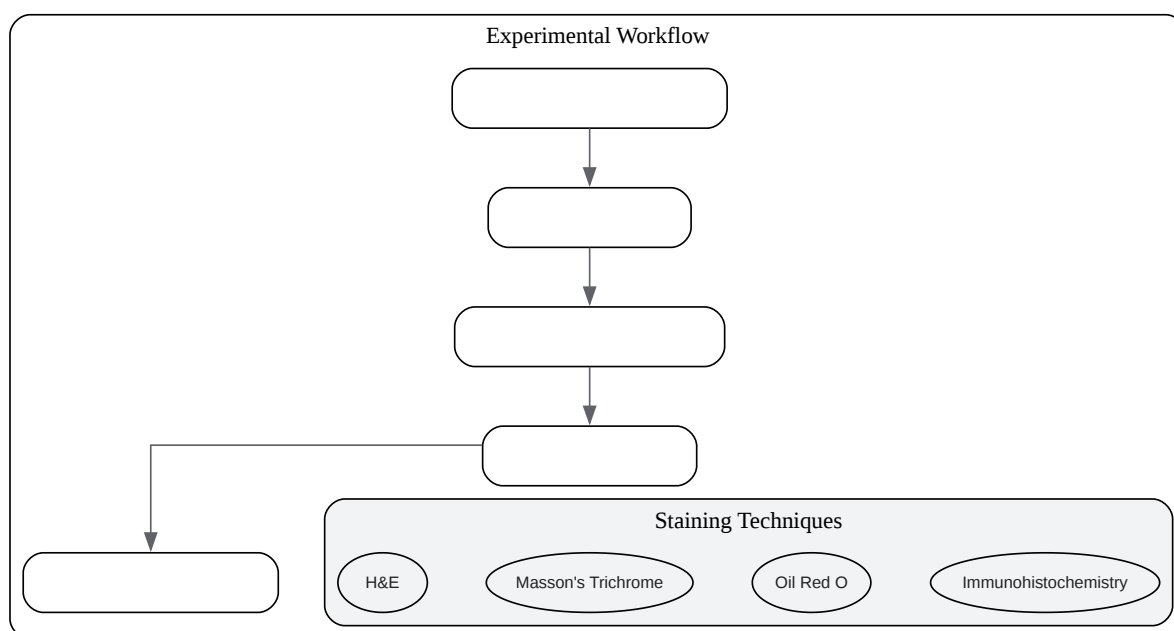 Experimental Workflow
Staining Techniques
H&E
Masson's Trichrome
Oil Red O
Immunohistochemistry